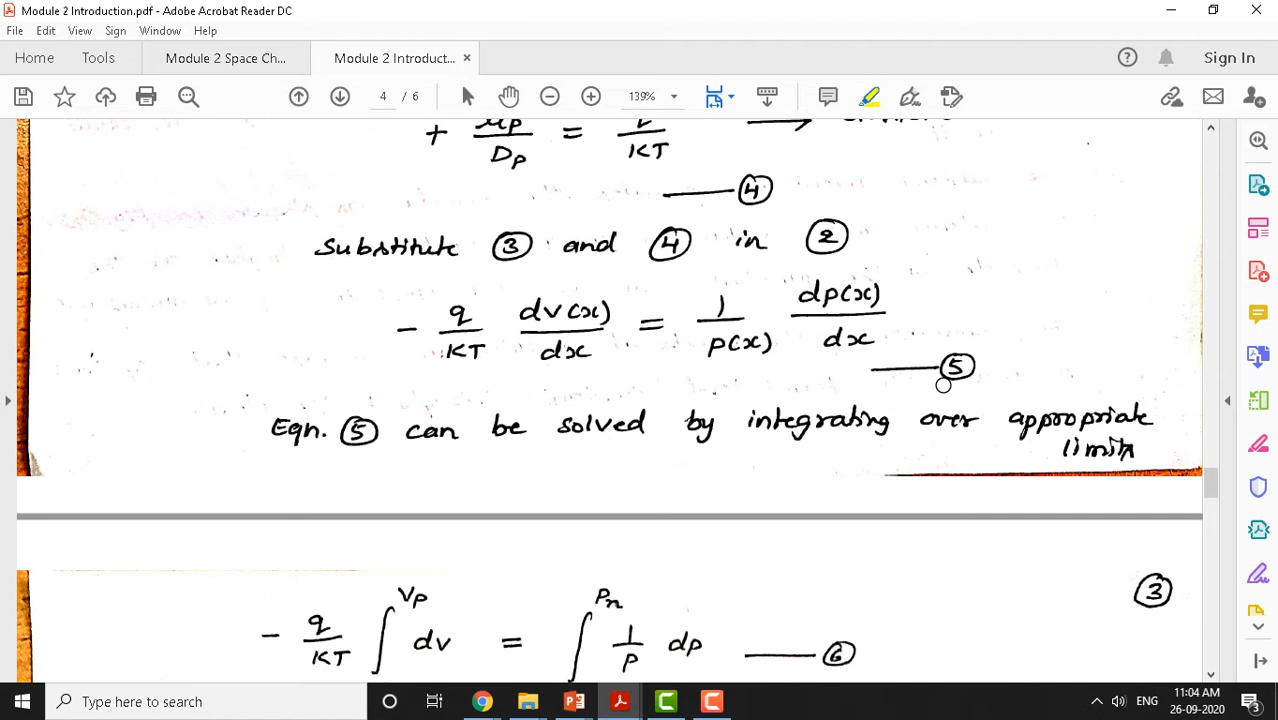 Module 2 Introduction.pdf - Adobe Acrobat Reader DC
File Edit View Sign Window Help
Home Tools Module 2 Space Ch... Module 2 Introduct... × Sign In
4 / 6 139%
+ μp/Dp = q/KT
④
Substitute ③ and ④ in ②
- q/KT dv(x)/dx = 1/p(x) dp(x)/dx
⑤
Eqn. ⑤ can be solved by integrating over appropriate
limits
③
- q/KT ∫^Vp dv = ∫^Pn 1/P dp ⑥
Type here to search
ENG 11:04 AM
26-09-2020
3